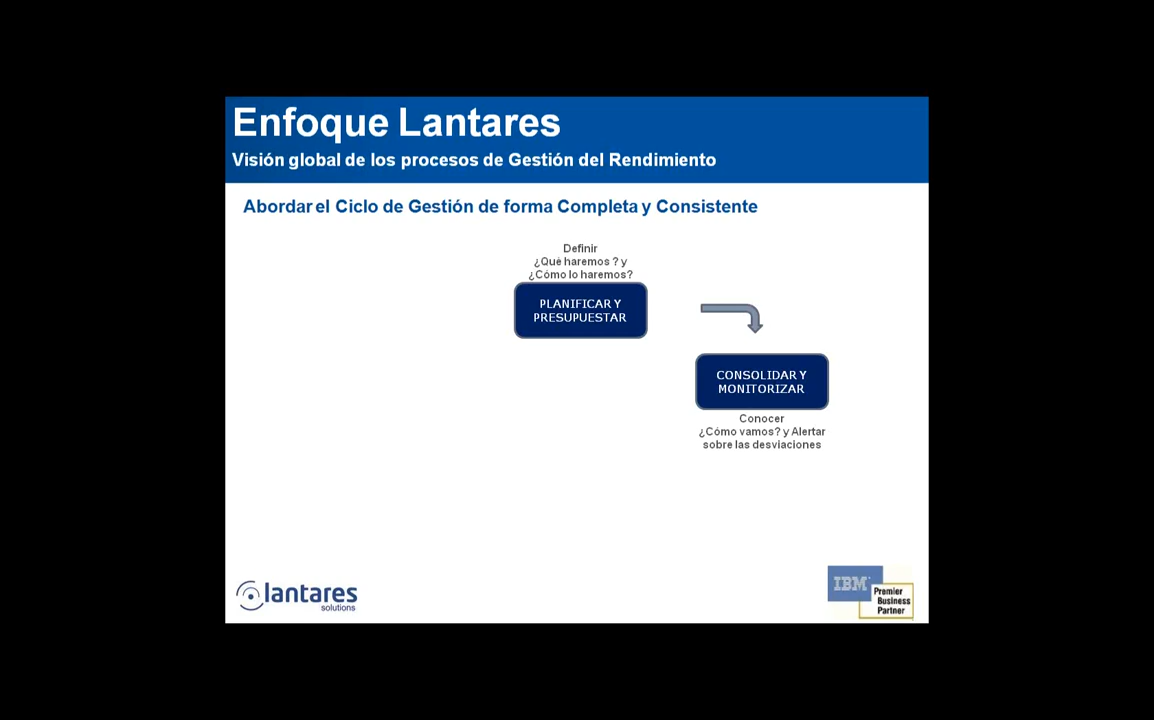 Enfoque Lantares
Visión global de los procesos de Gestión del Rendimiento
Abordar el Ciclo de Gestión de forma Completa y Consistente
Definir
¿Qué haremos ? y
¿Cómo lo haremos?
PLANIFICAR Y
PRESUPUESTAR
CONSOLIDAR Y
MONITORIZAR
Conocer
¿Cómo vamos? y Alertar
sobre las desviaciones
lantares
solutions
IBM
Premier
Business
Partner